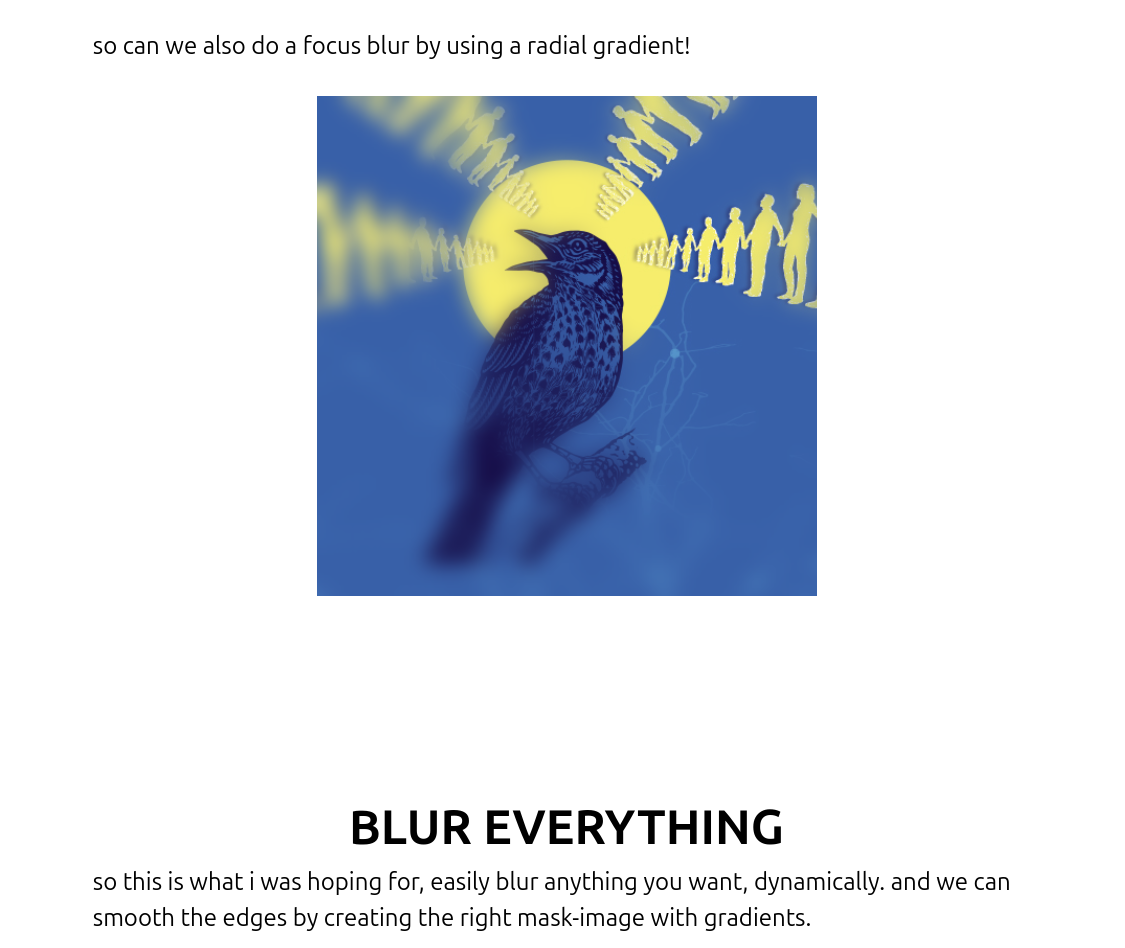 so can we also do a focus blur by using a radial gradient!
BLUR EVERYTHING
so this is what i was hoping for, easily blur anything you want, dynamically. and we can
smooth the edges by creating the right mask-image with gradients.